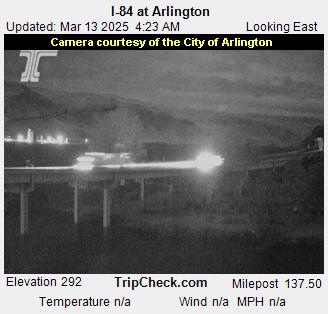 I-84 at Arlington
Updated: Mar 13 2025 4:23 AM Looking East
Camera courtesy of the City of Arlington
Elevation 292 TripCheck.com Milepost 137.50
Temperature n/a Wind n/a MPH n/a